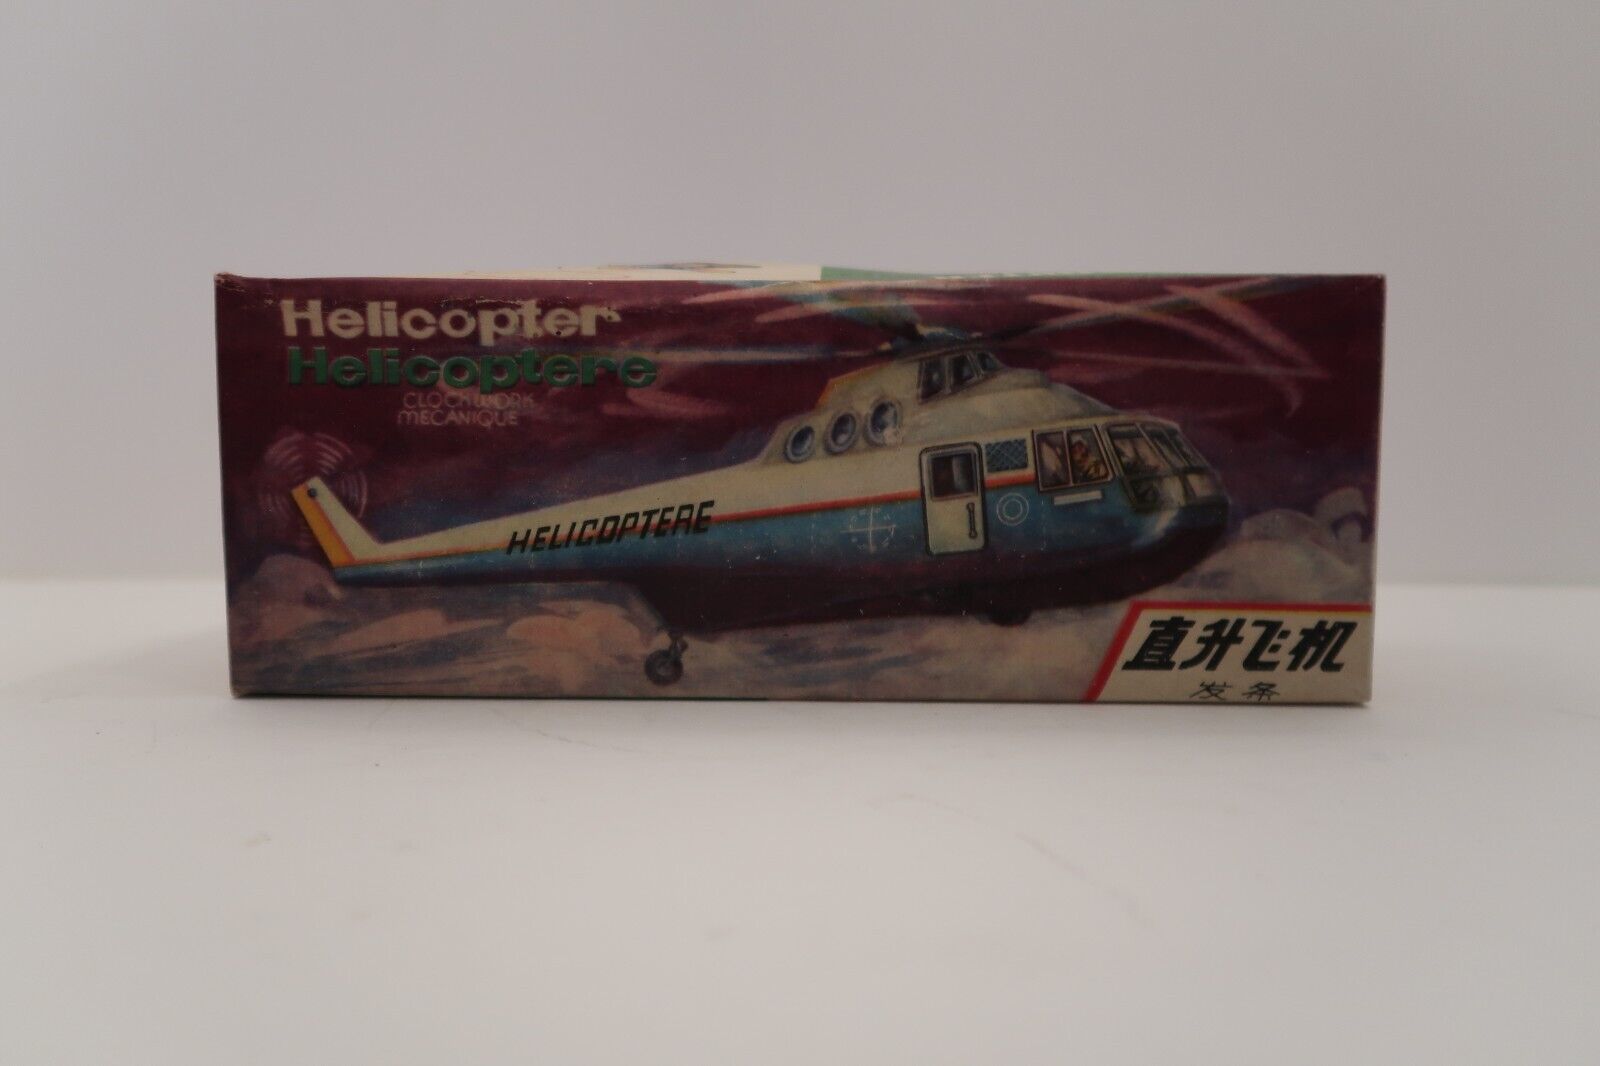 Helicopter
Helicoptere
CLOCKWORK
MECANIQUE
HELICOPTERE
直升飞机
发条